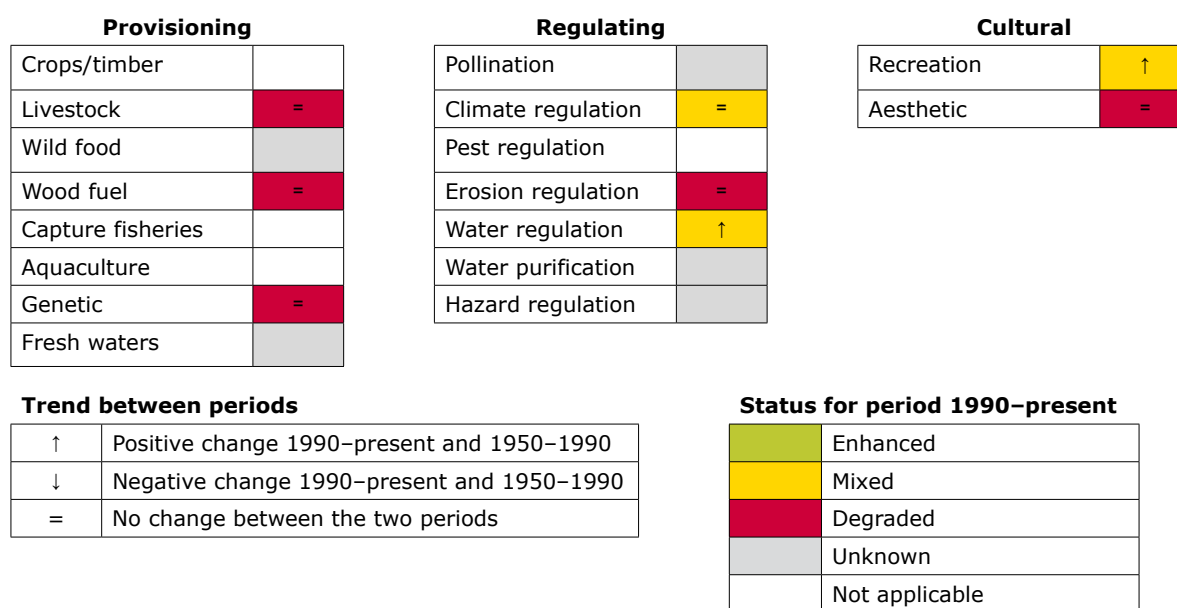 Provisioning
Crops/timber
Livestock =
Wild food
Wood fuel =
Capture fisheries
Aquaculture
Genetic =
Fresh waters
Regulating
Pollination
Climate regulation =
Pest regulation
Erosion regulation =
Water regulation ↑
Water purification
Hazard regulation
Cultural
Recreation ↑
Aesthetic =
Trend between periods
↑ Positive change 1990–present and 1950–1990
↓ Negative change 1990–present and 1950–1990
= No change between the two periods
Status for period 1990–present
Enhanced
Mixed
Degraded
Unknown
Not applicable